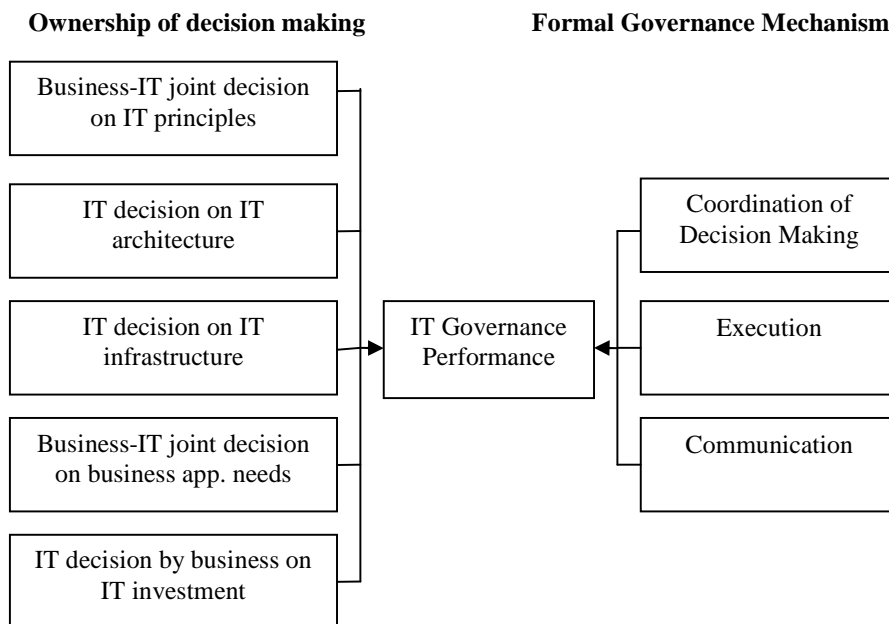 Ownership of decision making
Formal Governance Mechanism
Business-IT joint decision
on IT principles
IT decision on IT
architecture
IT decision on IT
infrastructure
Business-IT joint decision
on business app. needs
IT decision by business on
IT investment
IT Governance
Performance
Coordination of
Decision Making
Execution
Communication